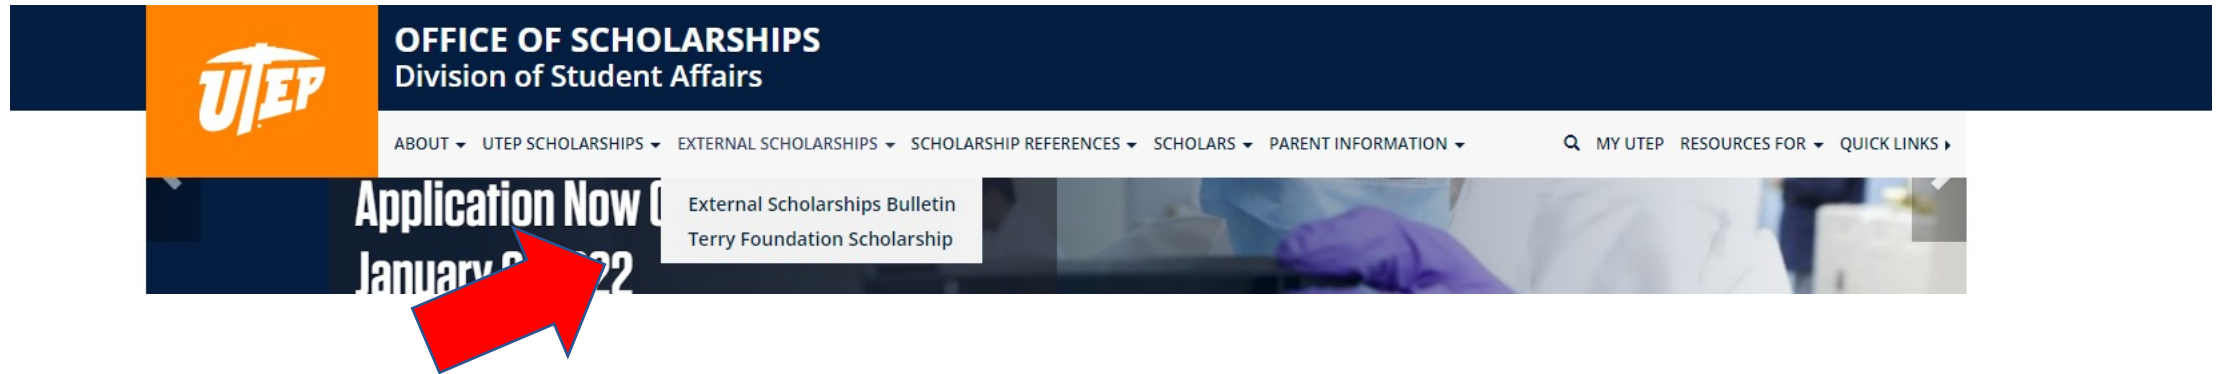 UTEP
OFFICE OF SCHOLARSHIPS
Division of Student Affairs
ABOUT UTEP SCHOLARSHIPS EXTERNAL SCHOLARSHIPS SCHOLARSHIP REFERENCES SCHOLARS PARENT INFORMATION MY UTEP RESOURCES FOR QUICK LINKS
Application Now
January
External Scholarships Bulletin
Terry Foundation Scholarship